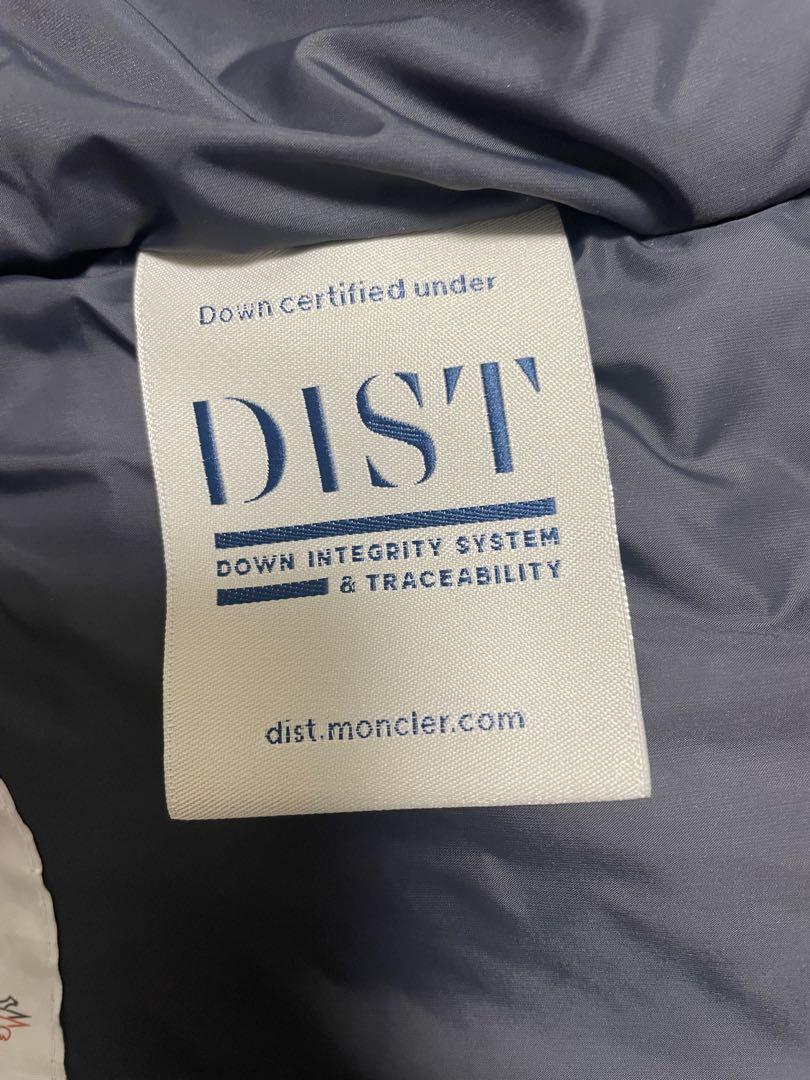 Down certified under
DIST
DOWN INTEGRITY SYSTEM
& TRACEABILITY
dist.moncler.com